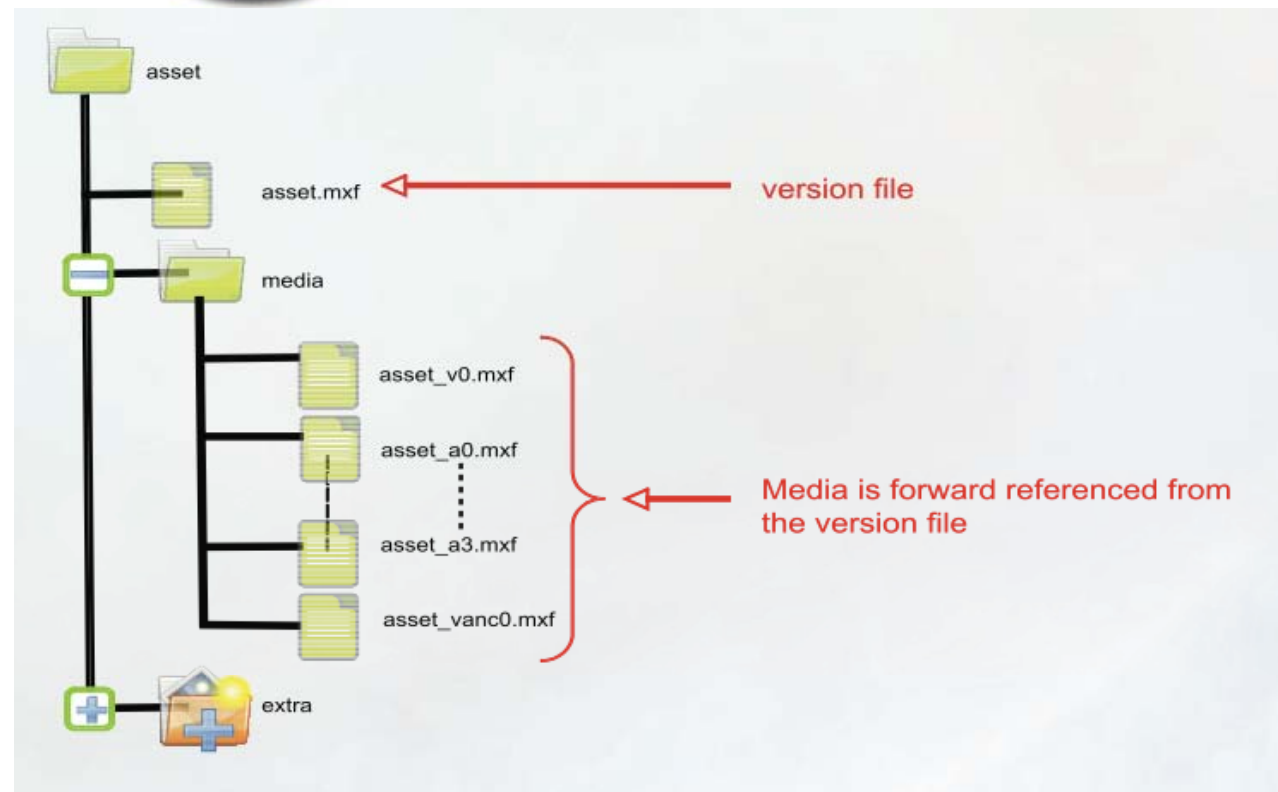 asset
asset.mxf
version file
media
asset_v0.mxf
asset_a0.mxf
Media is forward referenced from
the version file
asset_a3.mxf
asset_vanc0.mxf
extra